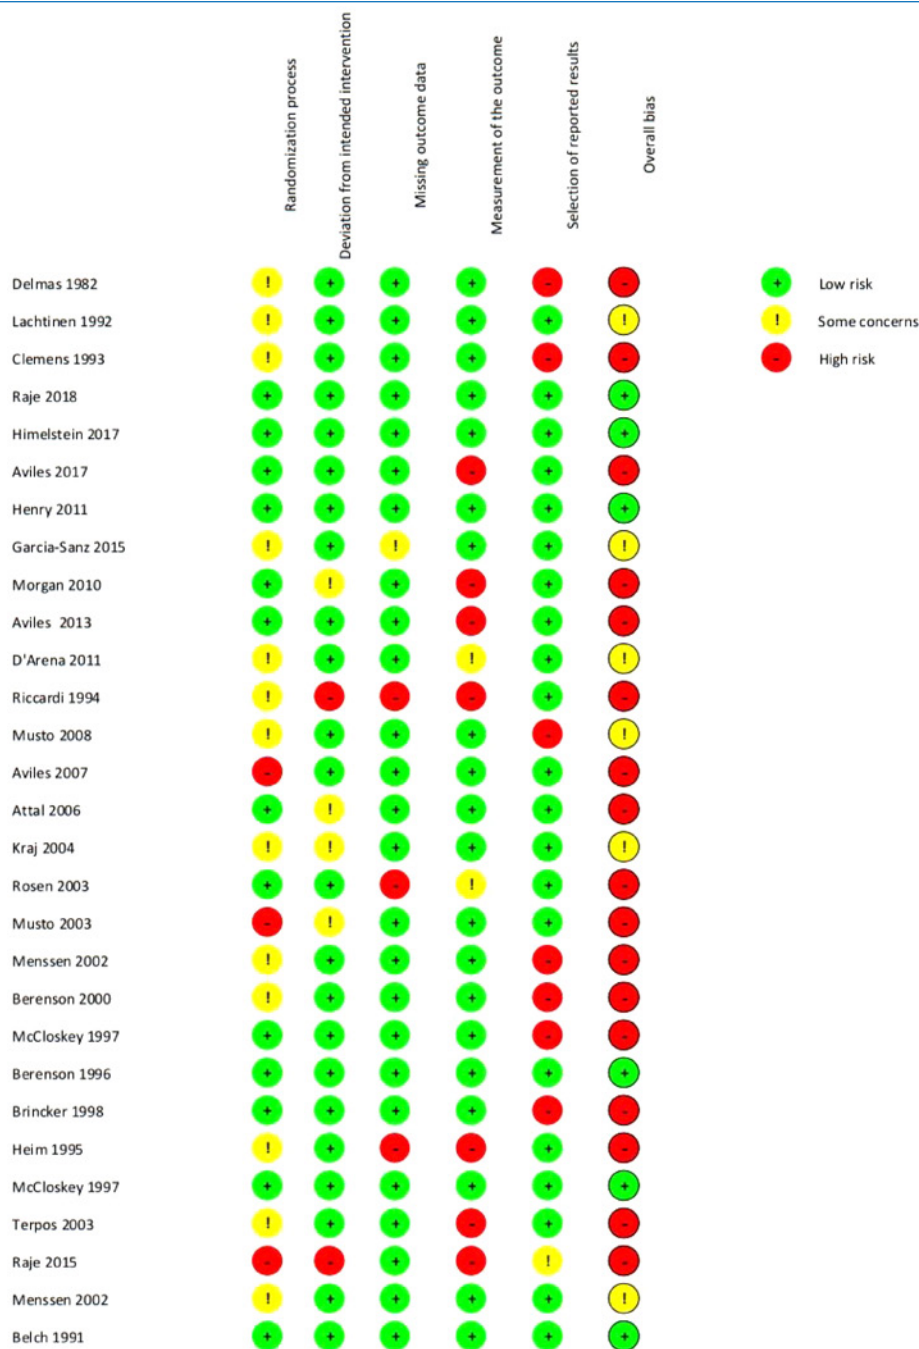 Randomization process
Deviation from intended intervention
Missing outcome data
Measurement of the outcome
Selection of reported results
Overall bias
Delmas 1982 ! + + + - -
+ Low risk
Lachtinen 1992 ! + + + + !
! Some concerns
Clemens 1993 ! + + + - -
- High risk
Raje 2018 + + + + + +
Himelstein 2017 + + + + + +
Aviles 2017 + + + - + -
Henry 2011 + + + + + +
Garcia-Sanz 2015 ! + ! + + !
Morgan 2010 + ! + - + -
Aviles 2013 + + + - + -
D'Arena 2011 ! + + ! + !
Riccardi 1994 ! - - - + -
Musto 2008 ! + + + - !
Aviles 2007 - + + + + -
Attal 2006 + ! + + + -
Kraj 2004 ! ! + + + !
Rosen 2003 + + - ! + -
Musto 2003 - ! + + + -
Menssen 2002 ! + + + - -
Berenson 2000 ! + + + - -
McCloskey 1997 + + + + - -
Berenson 1996 + + + + + +
Brincker 1998 + + + + - -
Heim 1995 ! + - - + -
McCloskey 1997 + + + + + +
Terpos 2003 ! + + - + -
Raje 2015 - - + - ! -
Menssen 2002 ! + + + + !
Belch 1991 + + + + + +